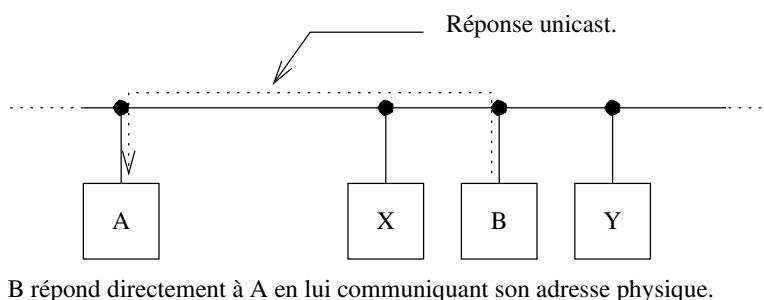 Réponse unicast.
A
X
B
Y
B répond directement à A en lui communiquant son adresse physique.